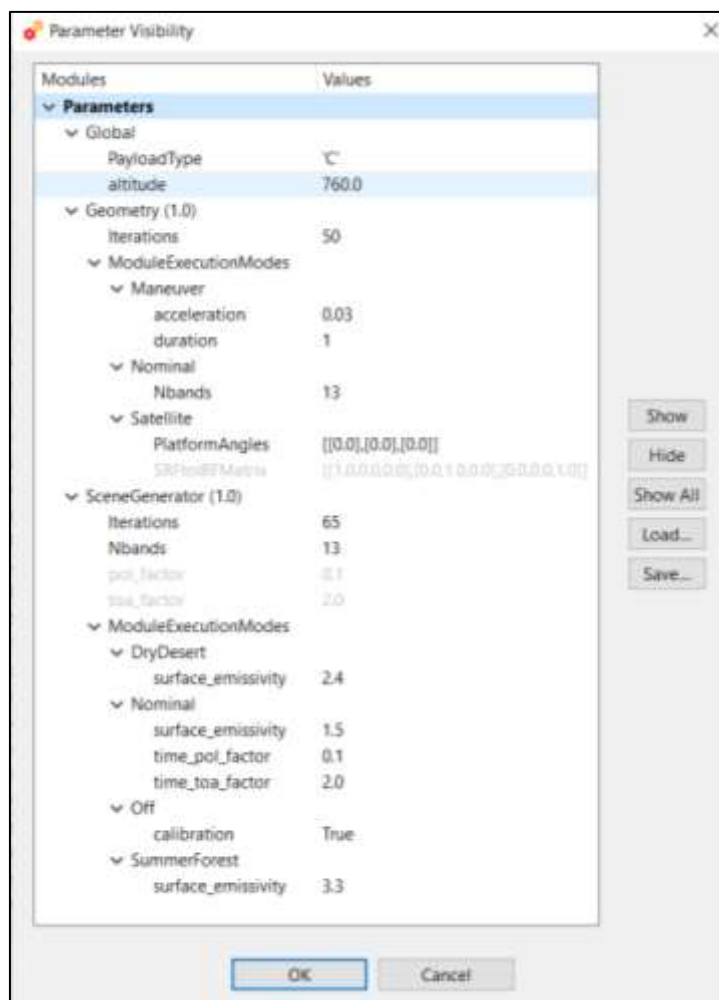 Parameter Visibility
Modules Values
Parameters
Global
PayloadType 'C'
altitude 760.0
Geometry (1.0)
Iterations 50
ModuleExecutionModes
Maneuver
acceleration 0.03
duration 1
Nominal
Nbands 13
Satellite
PlatformAngles [[0.0],[0.0],[0.0]]
SceneGenerator (1.0)
Iterations 65
Nbands 13
pol_factor 0.1
toa_factor 2.0
ModuleExecutionModes
DryDesert
surface_emissivity 2.4
Nominal
surface_emissivity 1.5
time_pol_factor 0.1
time_toa_factor 2.0
Off
calibration True
SummerForest
surface_emissivity 3.3
Show
Hide
Show All
Load...
Save...
OK Cancel